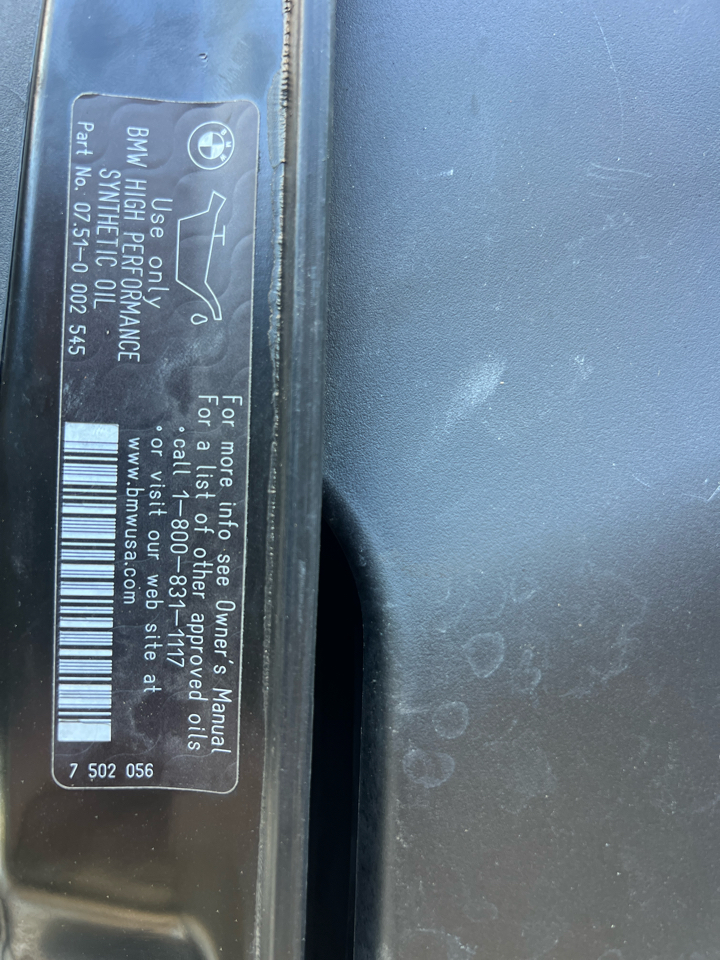 BMW
Use only
BMW HIGH PERFORMANCE
SYNTHETIC OIL
Part No. 07.51-0 002 545
For more info see Owner's Manual
For a list of other approved oils
•call 1-800-831-1117
•or visit our web site at
www.bmwusa.com
7 502 056